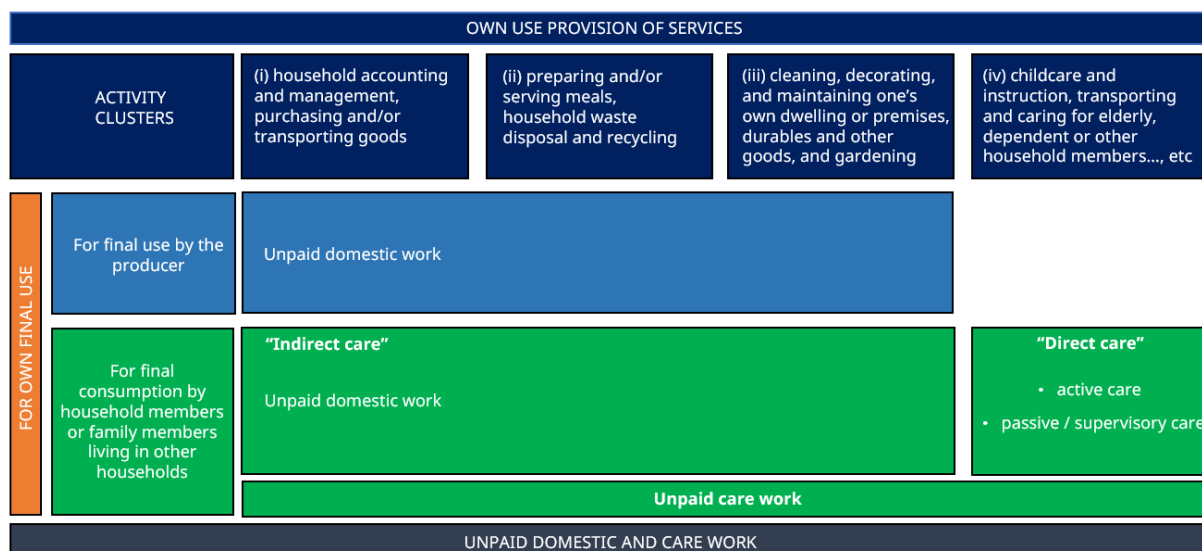 OWN USE PROVISION OF SERVICES
ACTIVITY
CLUSTERS
(i) household accounting
and management,
purchasing and/or
transporting goods
(ii) preparing and/or
serving meals,
household waste
disposal and recycling
(iii) cleaning, decorating,
and maintaining one’s
own dwelling or premises,
durables and other
goods, and gardening
(iv) childcare and
instruction, transporting
and caring for elderly,
dependent or other
household members..., etc
FOR OWN FINAL USE
For final use by the
producer
Unpaid domestic work
For final
consumption by
household members
or family members
living in other
households
“Indirect care”
Unpaid domestic work
“Direct care”
• active care
• passive / supervisory care
Unpaid care work
UNPAID DOMESTIC AND CARE WORK